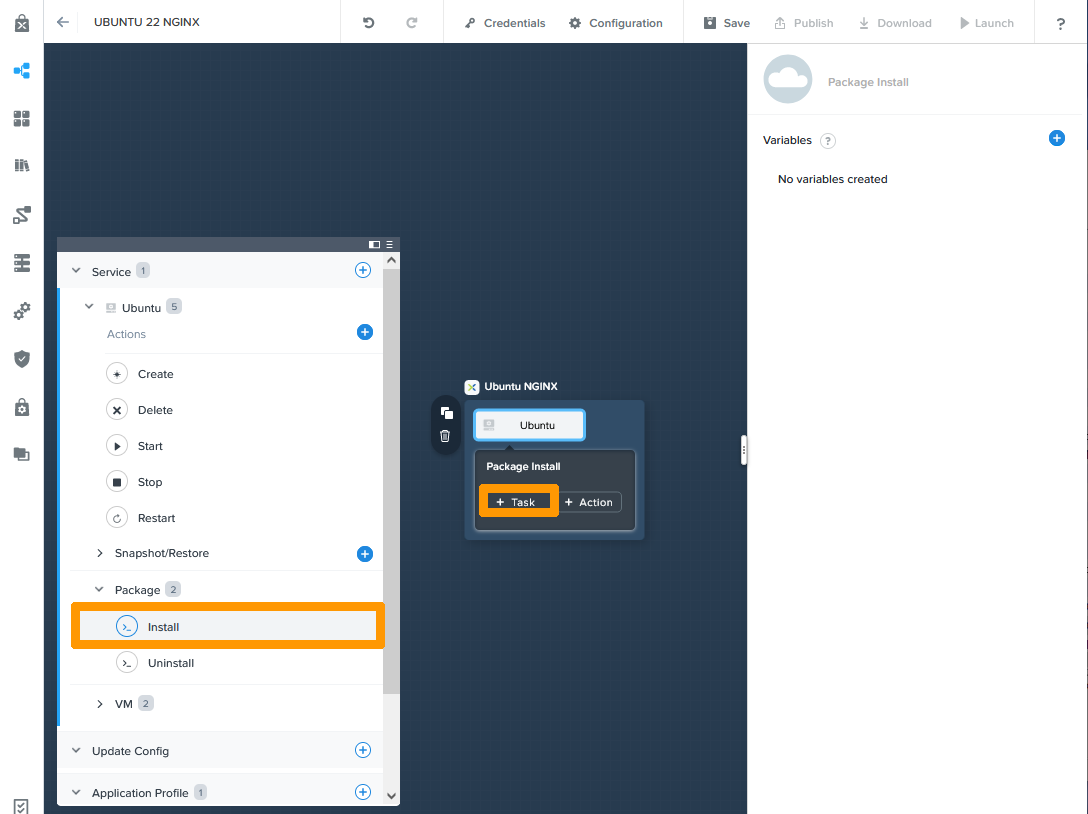 UBUNTU 22 NGINX
Credentials
Configuration
Save
Publish
Download
Launch
?
Package Install
Variables ?
No variables created
Service 1
Ubuntu 5
Actions
Create
Delete
Start
Stop
Restart
Snapshot/Restore
Package 2
Install
Uninstall
VM 2
Update Config
Application Profile 1
Ubuntu NGINX
Ubuntu
Package Install
+ Task
+ Action